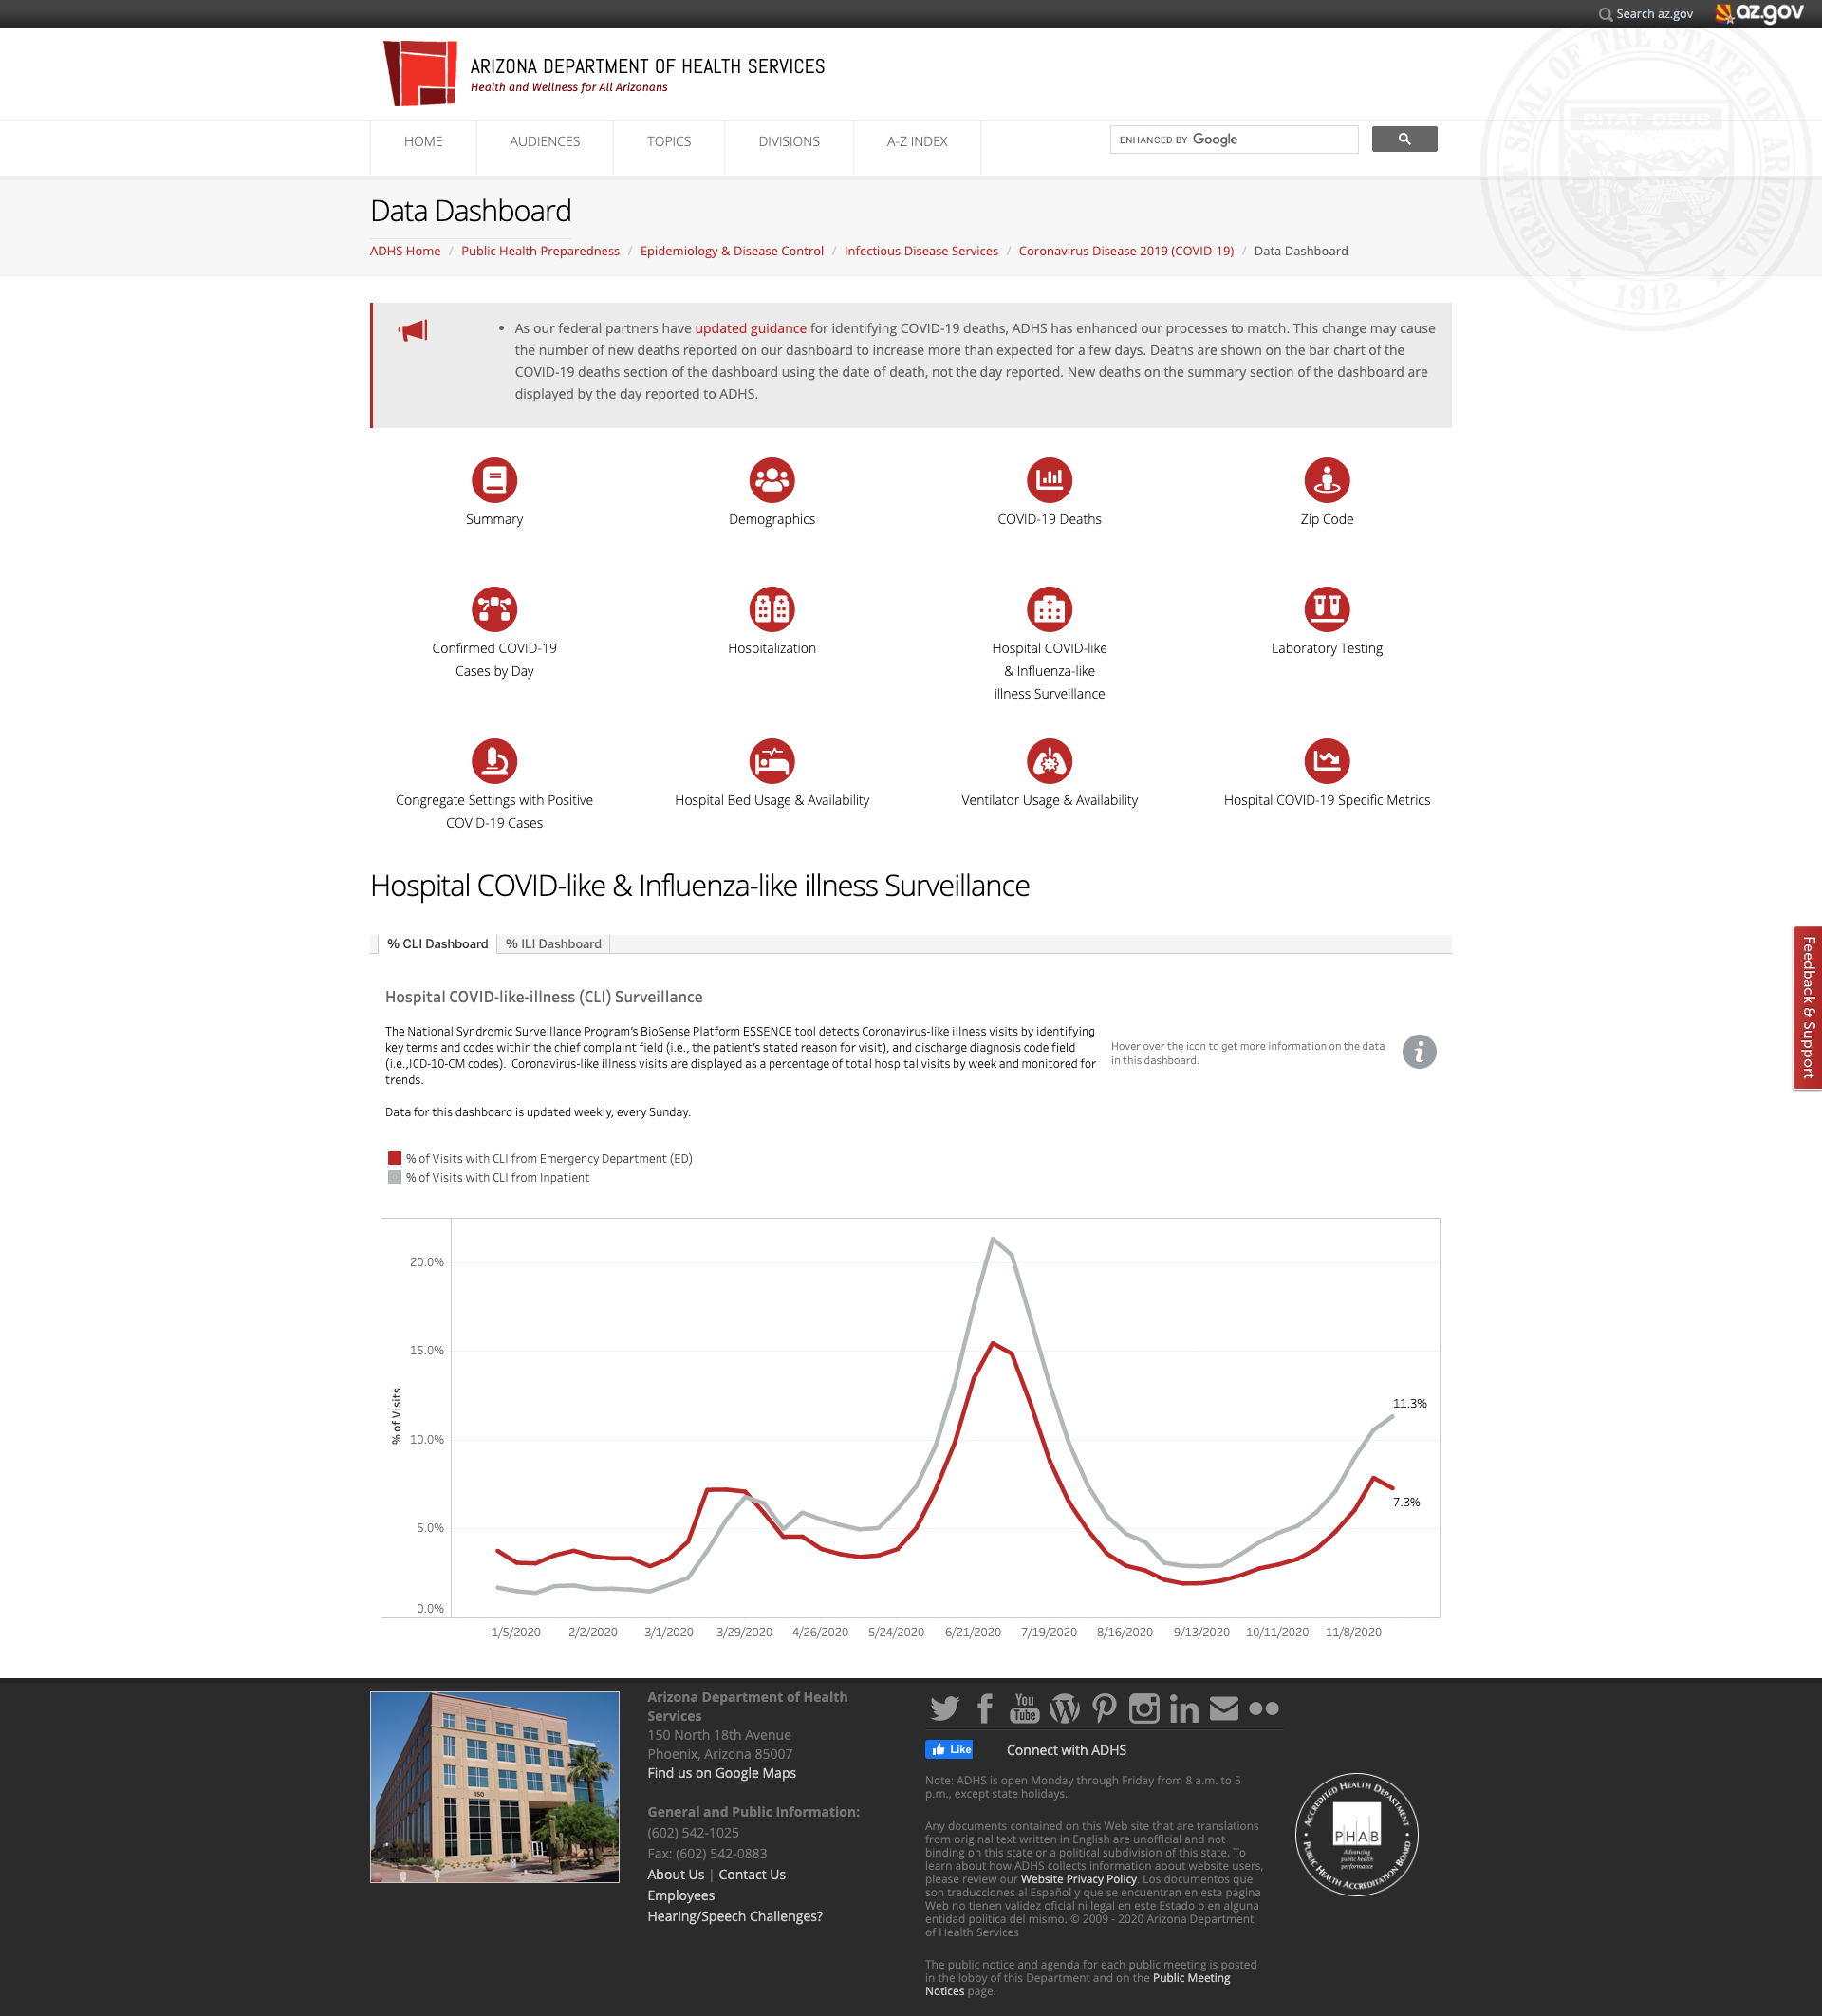 Search az.gov
az.gov
ARIZONA DEPARTMENT OF HEALTH SERVICES
Health and Wellness for All Arizonans
HOME
AUDIENCES
TOPICS
DIVISIONS
A-Z INDEX
ENHANCED BY Google
GREAT SEAL OF THE STATE OF ARIZONA
DITAT DEUS
1912
Data Dashboard
ADHS Home / Public Health Preparedness / Epidemiology & Disease Control / Infectious Disease Services / Coronavirus Disease 2019 (COVID-19) / Data Dashboard
• As our federal partners have updated guidance for identifying COVID-19 deaths, ADHS has enhanced our processes to match. This change may cause
the number of new deaths reported on our dashboard to increase more than expected for a few days. Deaths are shown on the bar chart of the
COVID-19 deaths section of the dashboard using the date of death, not the day reported. New deaths on the summary section of the dashboard are
displayed by the day reported to ADHS.
Summary
Demographics
COVID-19 Deaths
Zip Code
Confirmed COVID-19
Cases by Day
Hospitalization
Hospital COVID-like
& Influenza-like
illness Surveillance
Laboratory Testing
Congregate Settings with Positive
COVID-19 Cases
Hospital Bed Usage & Availability
Ventilator Usage & Availability
Hospital COVID-19 Specific Metrics
Hospital COVID-like & Influenza-like illness Surveillance
Feedback & Support
% CLI Dashboard
% ILI Dashboard
Hospital COVID-like-illness (CLI) Surveillance
The National Syndromic Surveillance Program's BioSense Platform ESSENCE tool detects Coronavirus-like illness visits by identifying
key terms and codes within the chief complaint field (i.e., the patient's stated reason for visit), and discharge diagnosis code field
(i.e.,ICD-10-CM codes). Coronavirus-like illness visits are displayed as a percentage of total hospital visits by week and monitored for
trends.
Hover over the icon to get more information on the data
in this dashboard.
i
Data for this dashboard is updated weekly, every Sunday.
% of Visits with CLI from Emergency Department (ED)
% of Visits with CLI from Inpatient
% of Visits
20.0%
15.0%
10.0%
5.0%
0.0%
11.3%
7.3%
1/5/2020
2/2/2020
3/1/2020
3/29/2020
4/26/2020
5/24/2020
6/21/2020
7/19/2020
8/16/2020
9/13/2020
10/11/2020
11/8/2020
150
Arizona Department of Health
Services
150 North 18th Avenue
Phoenix, Arizona 85007
Find us on Google Maps
General and Public Information:
(602) 542-1025
Fax: (602) 542-0883
About Us | Contact Us
Employees
Hearing/Speech Challenges?
You
Tube
in
Like
Connect with ADHS
Note: ADHS is open Monday through Friday from 8 a.m. to 5
p.m., except state holidays.
Any documents contained on this Web site that are translations
from original text written in English are unofficial and not
binding on this state or a political subdivision of this state. To
learn about how ADHS collects information about website users,
please review our Website Privacy Policy. Los documentos que
son traducciones al Español y que se encuentran en esta página
Web no tienen validez oficial ni legal en este Estado o en alguna
entidad politica del mismo. © 2009 - 2020 Arizona Department
of Health Services
The public notice and agenda for each public meeting is posted
in the lobby of this Department and on the Public Meeting
Notices page.
ACCREDITED HEALTH DEPARTMENT
PHAB
Advancing
public health
performance
PUBLIC HEALTH ACCREDITATION BOARD